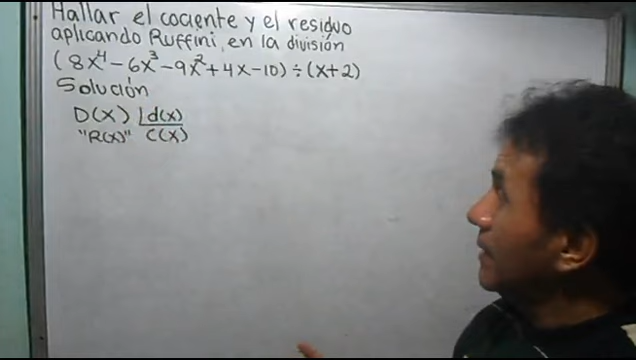 Hallar el cociente y el residuo
aplicando Ruffini, en la división
(8x⁴-6x³-9x²+4x-10)÷(x+2)
Solución
D(x) d(x)
"R(x)" C(x)